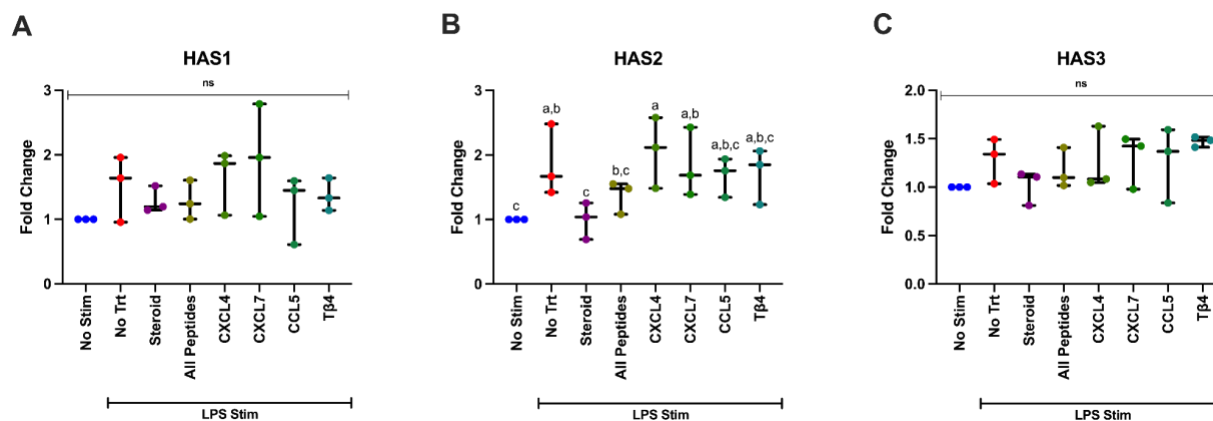 A
HAS1
ns
Fold Change
3
2
1
0
No Stim
No Trt
Steroid
All Peptides
CXCL4
CXCL7
CCL5
Tβ4
LPS Stim
B
HAS2
Fold Change
3
2
1
0
c
a,b
c
b,c
a
a,b
a,b,c
a,b,c
No Stim
No Trt
Steroid
All Peptides
CXCL4
CXCL7
CCL5
Tβ4
LPS Stim
C
HAS3
ns
Fold Change
2.0
1.5
1.0
0.5
0.0
No Stim
No Trt
Steroid
All Peptides
CXCL4
CXCL7
CCL5
Tβ4
LPS Stim